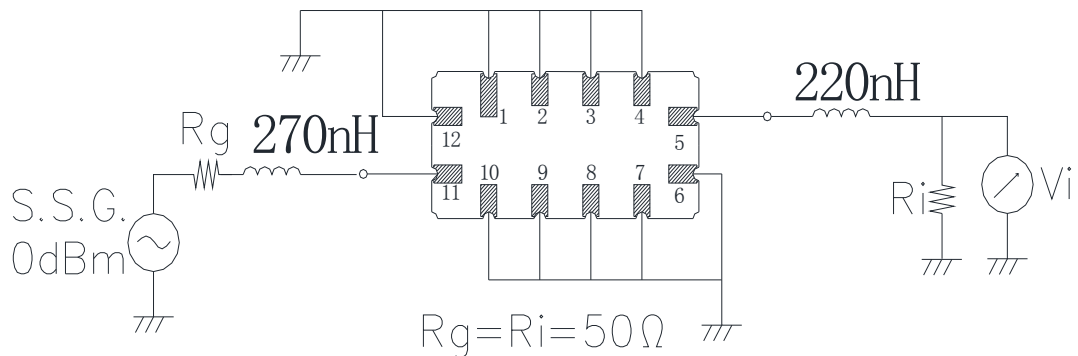 220nH
1 2 3 4
5
12
Rg 270nH
10 9 8 7
11
6
S.S.G.
0dBm
Ri
Vi
Rg=Ri=50Ω